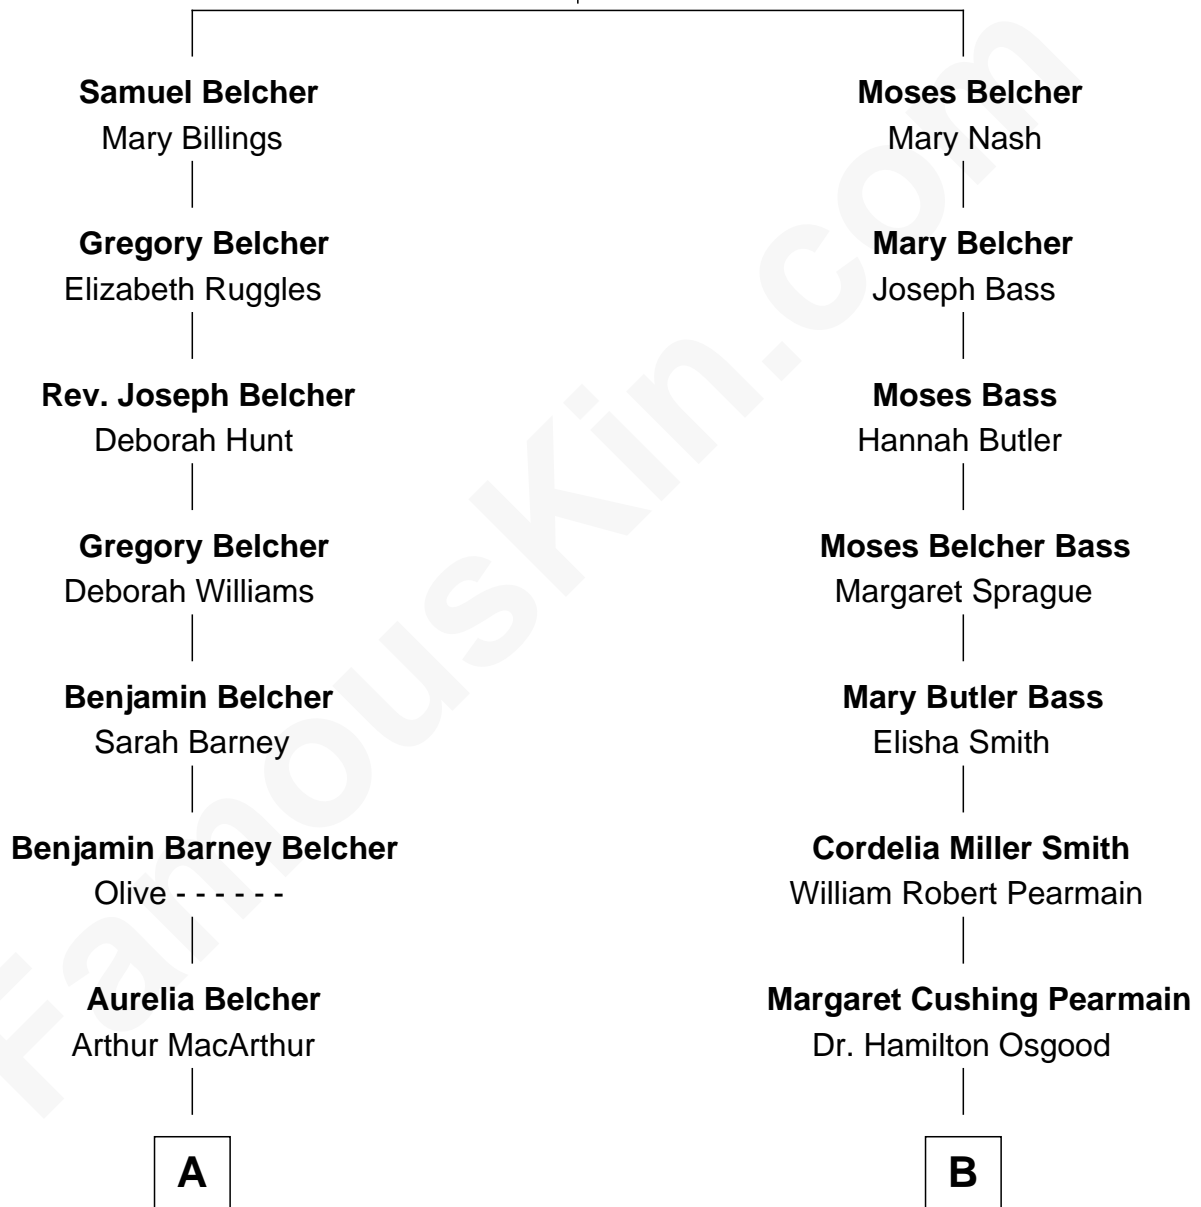 Samuel Belcher
Mary Billings
Gregory Belcher
Elizabeth Ruggles
Rev. Joseph Belcher
Deborah Hunt
Gregory Belcher
Deborah Williams
Benjamin Belcher
Sarah Barney
Benjamin Barney Belcher
Olive - - - - - -
Aurelia Belcher
Arthur MacArthur
A
Moses Belcher
Mary Nash
Mary Belcher
Joseph Bass
Moses Bass
Hannah Butler
Moses Belcher Bass
Margaret Sprague
Mary Butler Bass
Elisha Smith
Cordelia Miller Smith
William Robert Pearmain
Margaret Cushing Pearmain
Dr. Hamilton Osgood
B
FamousKin.com